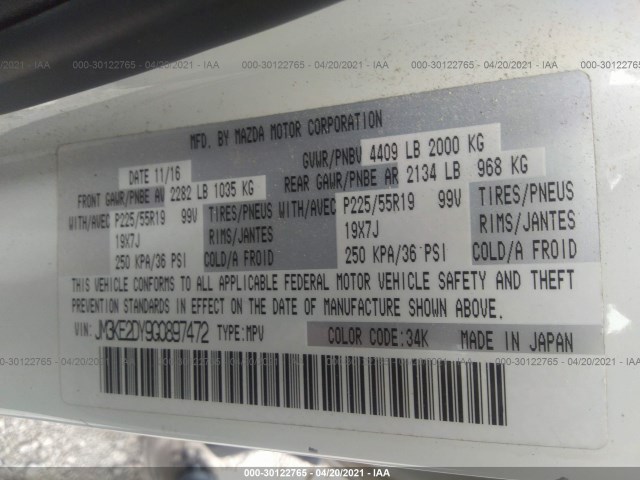 000-30122765 - 04/20/2021 - IAA
MFD. BY MAZDA MOTOR CORPORATION
DATE 11/16 GVWR/PNBV 4409 LB 2000 KG
FRONT GAWR/PNBE AV 2282 LB 1035 KG REAR GAWR/PNBE AR 2134 LB 968 KG
WITH/AVEC P225/55R19 99V TIRES/PNEUS WITH/AVEC P225/55R19 99V TIRES/PNEUS
19X7J RIMS/JANTES 19X7J RIMS/JANTES
250 KPA/36 PSI COLD/A FROID 250 KPA/36 PSI COLD/A FROID
THIS VEHICLE CONFORMS TO ALL APPLICABLE FEDERAL MOTOR VEHICLE SAFETY AND THEFT
PREVENTION STANDARDS IN EFFECT ON THE DATE OF MANUFACTURE SHOWN ABOVE.
VIN: JM3KE2DY9G0897472 TYPE:MPV COLOR CODE:34K MADE IN JAPAN
000-30122765 - 04/20/2021 - IAA